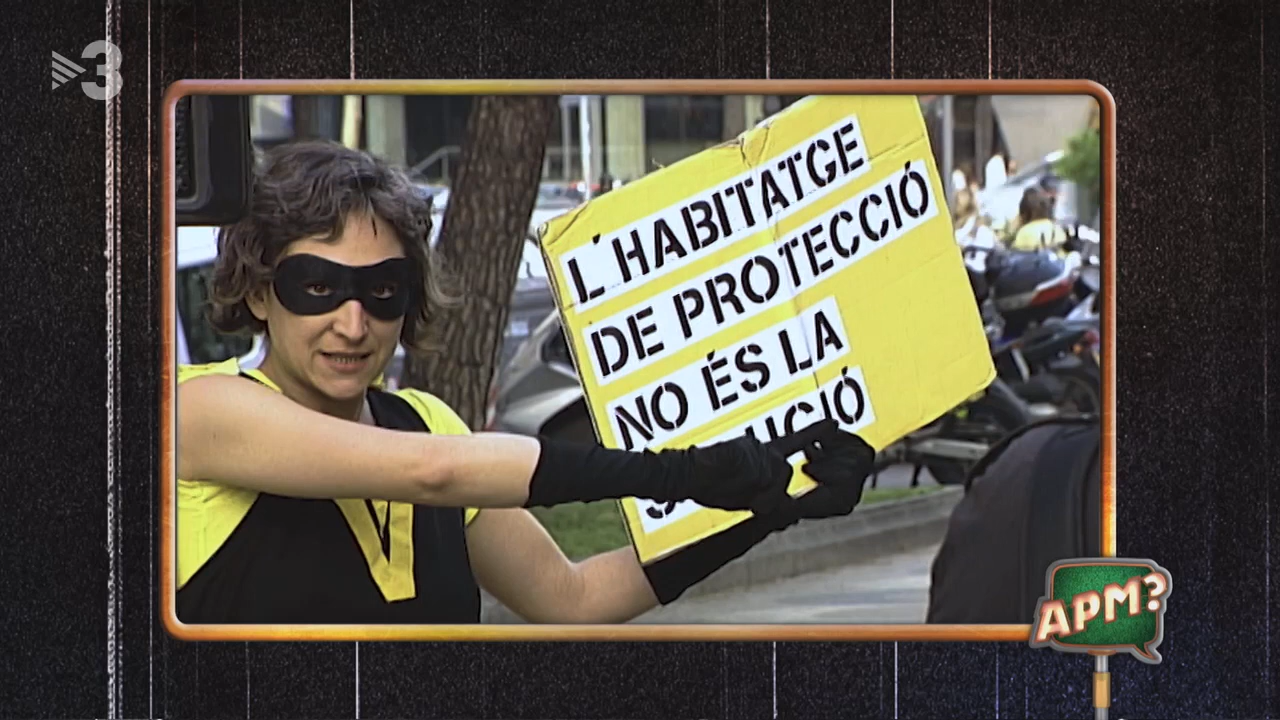 3
L'HABITATGE
DE PROTECCIÓ
NO ÉS LA
APM?